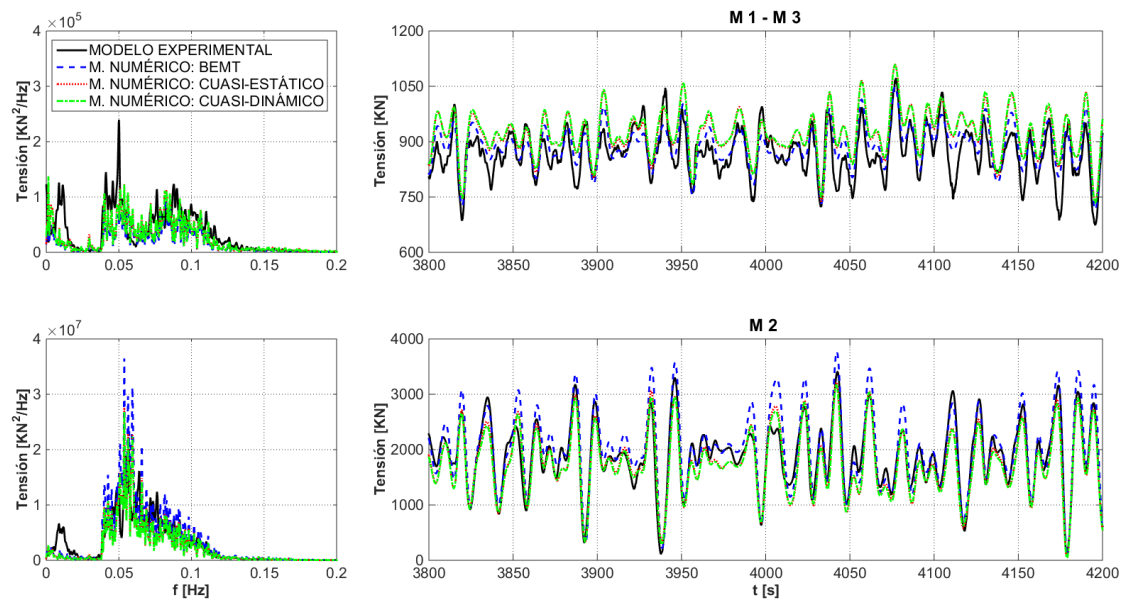 ×10⁵
4
3
2
1
0
Tensión [KN²/Hz]
MODELO EXPERIMENTAL
M. NUMÉRICO: BEMT
M. NUMÉRICO: CUASI-ESTÁTICO
M. NUMÉRICO: CUASI-DINÁMICO
0 0.05 0.1 0.15 0.2
M 1 - M 3
1200
1050
900
750
600
Tensión [KN]
3800 3850 3900 3950 4000 4050 4100 4150 4200
×10⁷
4
3
2
1
0
Tensión [KN²/Hz]
0 0.05 0.1 0.15 0.2
f [Hz]
M 2
4000
3000
2000
1000
0
Tensión [KN]
3800 3850 3900 3950 4000 4050 4100 4150 4200
t [s]